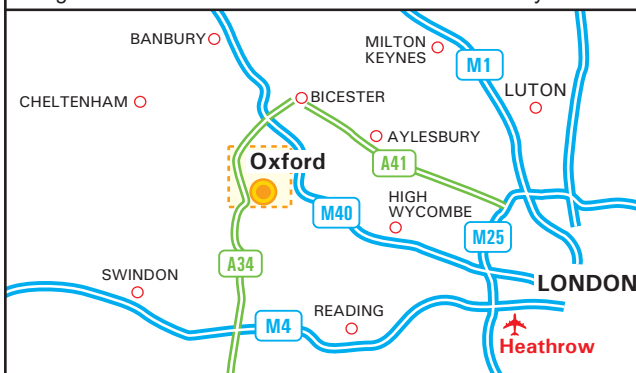 BANBURY
MILTON
KEYNES
M1
LUTON
CHELTENHAM
BICESTER
AYLESBURY
Oxford
A41
HIGH
WYCOMBE
M40
M25
A34
SWINDON
LONDON
READING
M4
Heathrow